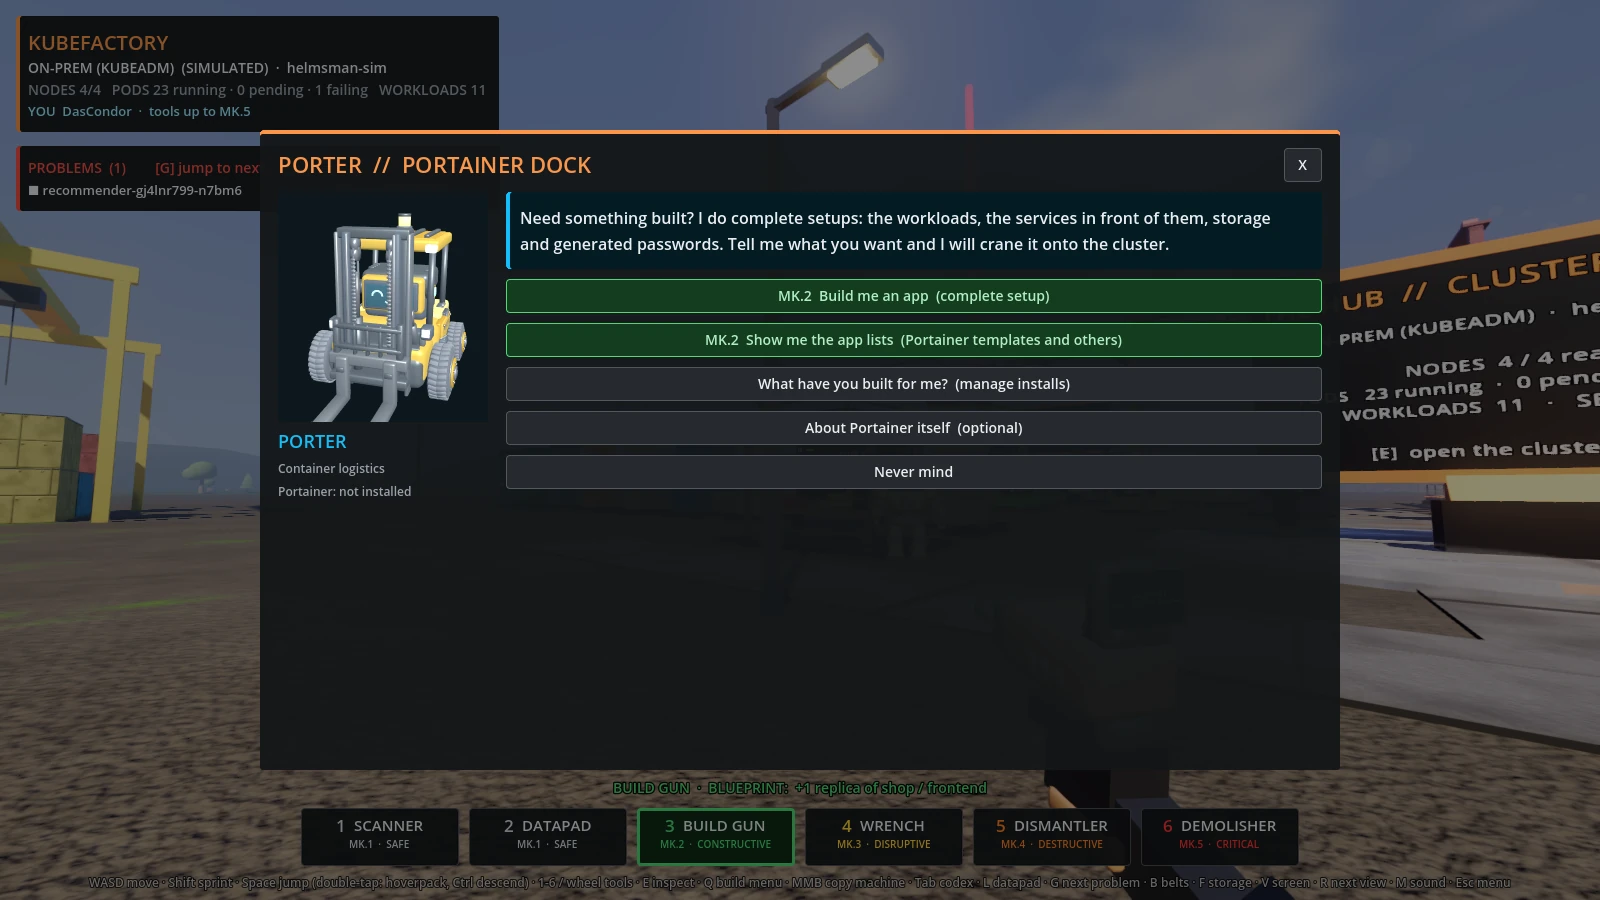 KUBEFACTORY
ON-PREM (KUBEADM) (SIMULATED) · helmsman-sim
NODES 4/4 PODS 23 running · 0 pending · 1 failing WORKLOADS 11
YOU DasCondor · tools up to MK.5
PROBLEMS (1) [G] jump to nex
■ recommender-gj4lnr799-n7bm6
PORTER // PORTAINER DOCK
X
Need something built? I do complete setups: the workloads, the services in front of them, storage
and generated passwords. Tell me what you want and I will crane it onto the cluster.
MK.2 Build me an app (complete setup)
MK.2 Show me the app lists (Portainer templates and others)
What have you built for me? (manage installs)
About Portainer itself (optional)
Never mind
PORTER
Container logistics
Portainer: not installed
UB // CLUSTER
PREM (KUBEADM) · he
NODES 4 / 4 rea
S 23 running · 0 pend
WORKLOADS 11 · SE
[E] open the cluste
BUILD GUN · BLUEPRINT: +1 replica of shop / frontend
1 SCANNER
MK.1 · SAFE
2 DATAPAD
MK.1 · SAFE
3 BUILD GUN
MK.2 · CONSTRUCTIVE
4 WRENCH
MK.3 · DISRUPTIVE
5 DISMANTLER
MK.4 · DESTRUCTIVE
6 DEMOLISHER
MK.5 · CRITICAL
WASD move · Shift sprint · Space jump (double-tap: hoverpack, Ctrl descend) · 1-6 / wheel tools · E inspect · Q build menu · MMB copy machine · Tab codex · L datapad · G next problem · B belts · F storage · V screen · R next view · M sound · Esc menu